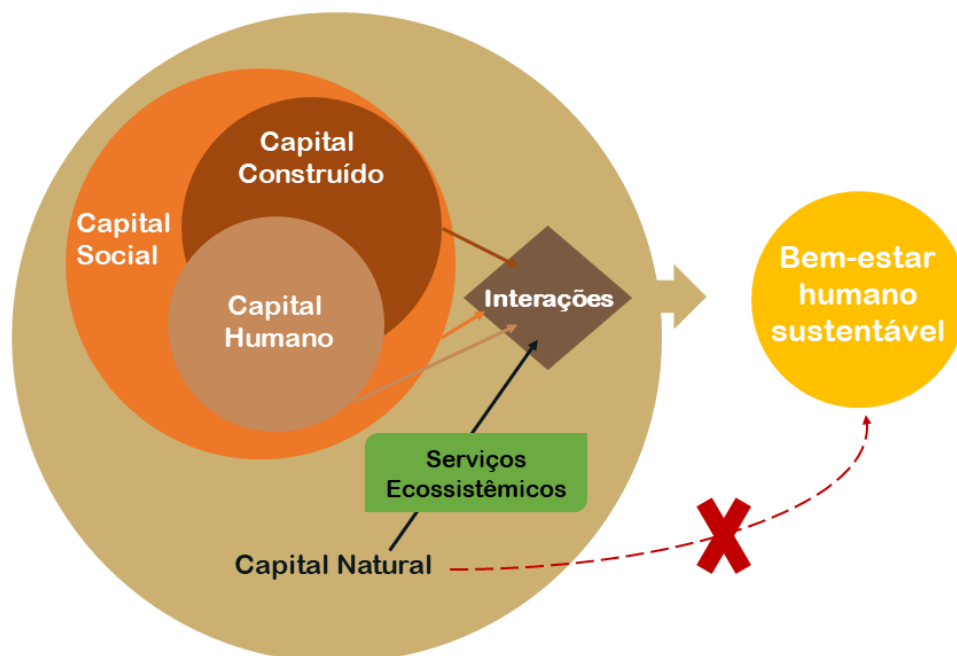 Capital
Construído
Capital
Social
Capital
Humano
Interações
Bem-estar
humano
sustentável
Serviços
Ecossistêmicos
Capital Natural